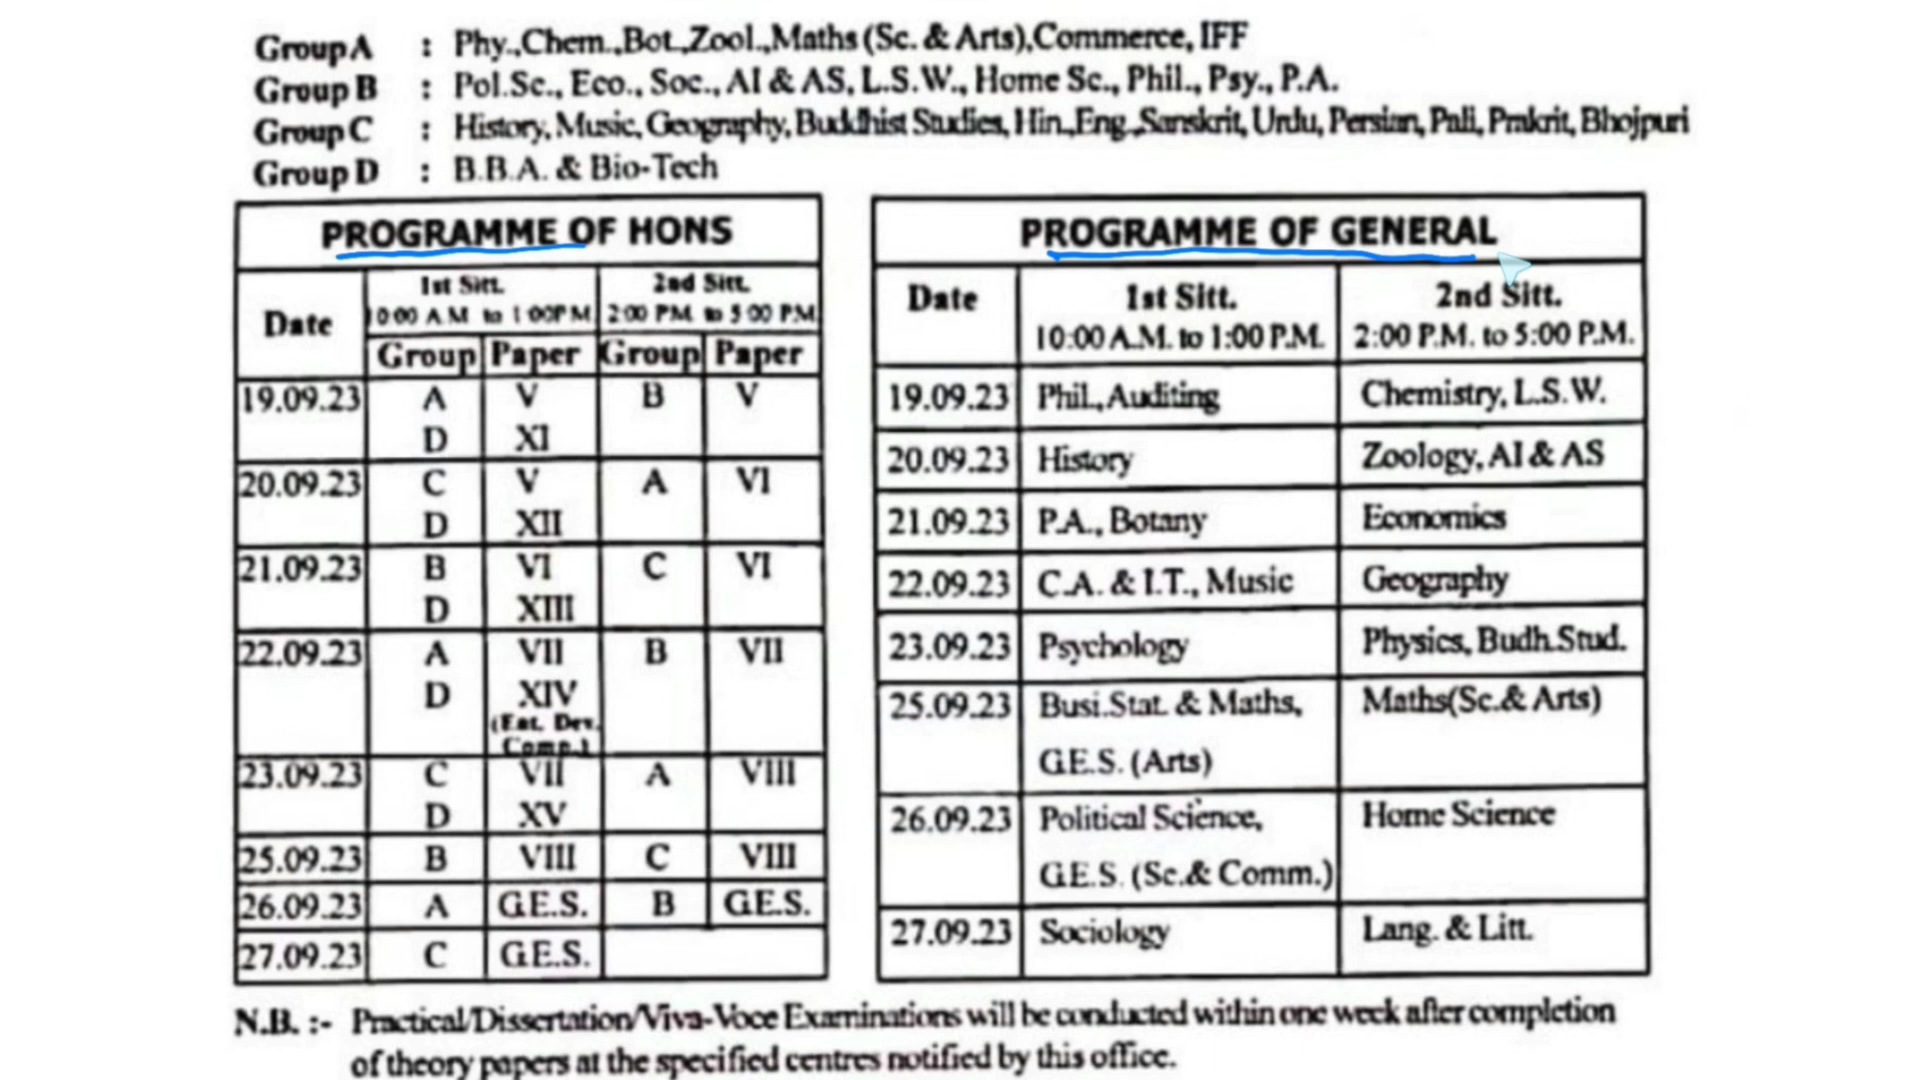 Group A : Phy.,Chem.,Bot.,Zool.,Maths (Sc. & Arts),Commerce, IFF
Group B : Pol.Sc., Eco., Soc., AI & AS, L.S.W., Home Sc., Phil., Psy., P.A.
Group C : History, Music, Geography, Buddhist Studies, Hin.,Eng.,Sanskrit, Urdu, Persian, Pali, Prakrit, Bhojpuri
Group D : B.B.A. & Bio-Tech
PROGRAMME OF HONS
Date 1st Sitt. 2nd Sitt.
10:00 A.M to 1:00P.M 2:00 P.M. to 5:00 P.M.
Group Paper Group Paper
19.09.23 A V B V
D XI
20.09.23 C V A VI
D XII
21.09.23 B VI C VI
D XIII
22.09.23 A VII B VII
D XIV
(Ent. Dev.
Comp.)
23.09.23 C VII A VIII
D XV
25.09.23 B VIII C VIII
26.09.23 A G.E.S. B G.E.S.
27.09.23 C G.E.S.
PROGRAMME OF GENERAL
Date 1st Sitt. 2nd Sitt.
10:00 A.M. to 1:00 P.M. 2:00 P.M. to 5:00 P.M.
19.09.23 Phil., Auditing Chemistry, L.S.W.
20.09.23 History Zoology, AI & AS
21.09.23 P.A., Botany Economics
22.09.23 C.A. & I.T., Music Geography
23.09.23 Psychology Physics, Budh.Stud.
25.09.23 Busi.Stat. & Maths, Maths(Sc.& Arts)
G.E.S. (Arts)
26.09.23 Political Science, Home Science
G.E.S. (Sc.& Comm.)
27.09.23 Sociology Lang. & Litt.
N.B. :- Practical/Dissertation/Viva-Voce Examinations will be conducted within one week after completion
of theory papers at the specified centres notified by this office.